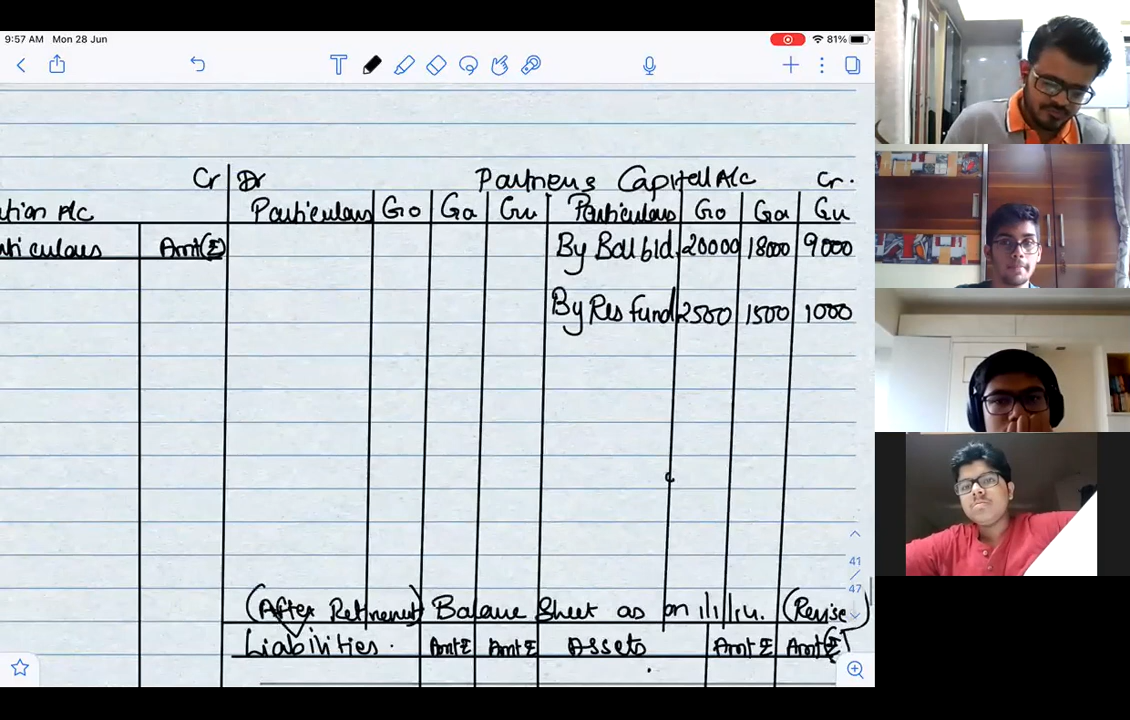 9:57 AM Mon 28 Jun
81%
Cr Dr Partners Capital A/c Cr.
ation A/c Particulars Go Ga Gu Particulars Go Ga Gu
ticulars Amt(₹) By Bal b/d 20000 18000 9000
By Res fund 2500 1500 1000
41
/
47
(After Retirement) Balance Sheet as on 1/1/14. (Revise
Liabilities. Amt ₹ Amt ₹ Assets Amt ₹ Amt ₹